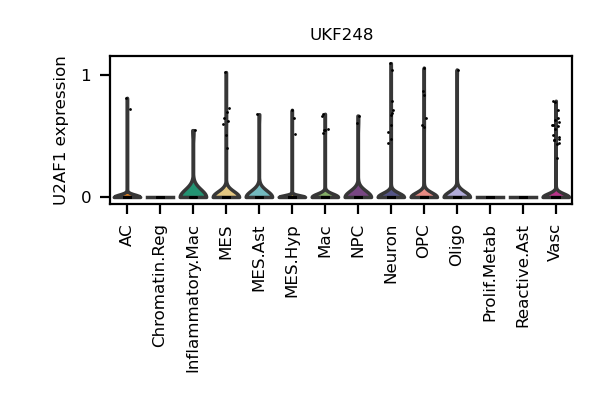 UKF248
U2AF1 expression
1
0
AC
Chromatin.Reg
Inflammatory.Mac
MES
MES.Ast
MES.Hyp
Mac
NPC
Neuron
OPC
Oligo
Prolif.Metab
Reactive.Ast
Vasc